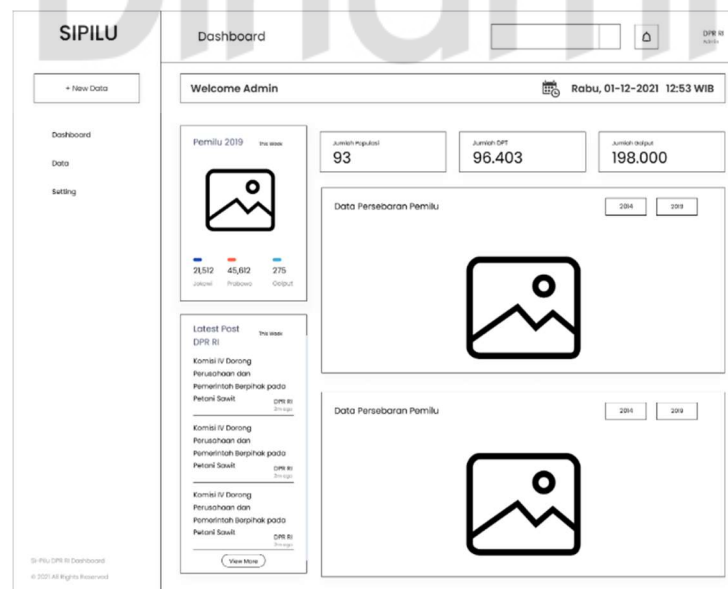 SIPILU
+ New Data
Dashboard
Data
Setting
Si-Pilu DPR RI Dashboard
© 2021 All Rights Reserved
Dashboard
DPR RI
Admin
Welcome Admin
Rabu, 01-12-2021 12:53 WIB
Pemilu 2019 This Week
21,512 45,612 275
Jokowi Prabowo Golput
Latest Post This Week
DPR RI
Komisi IV Dorong
Perusahaan dan
Pemerintah Berpihak pada
Petani Sawit
DPR RI
Komisi IV Dorong
Perusahaan dan
Pemerintah Berpihak pada
Petani Sawit
DPR RI
Komisi IV Dorong
Perusahaan dan
Pemerintah Berpihak pada
Petani Sawit
DPR RI
View More
Jumlah Populasi
93
Jumlah DPT
96.403
Jumlah Golput
198.000
Data Persebaran Pemilu
2014 2019
Data Persebaran Pemilu
2014 2019